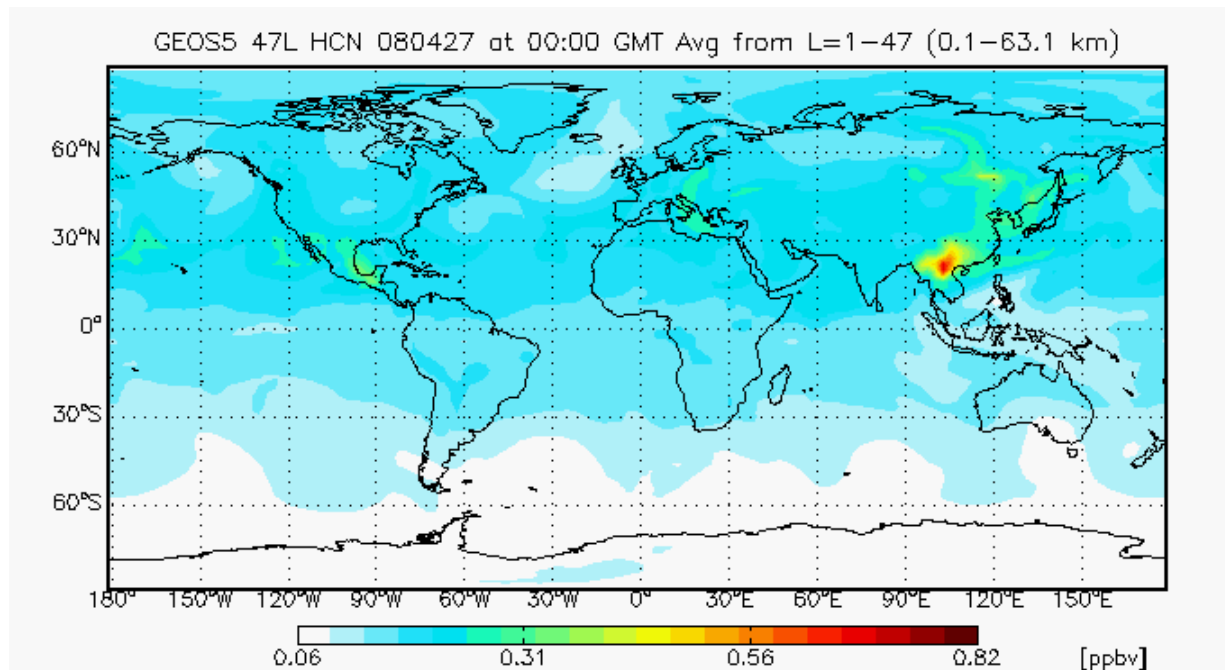 GEOS5 47L HCN 080427 at 00:00 GMT Avg from L=1-47 (0.1-63.1 km)
60°N
30°N
0°
30°S
60°S
180° 150°W 120°W 90°W 60°W 30°W 0° 30°E 60°E 90°E 120°E 150°E
0.06 0.31 0.56 0.82 [ppbv]